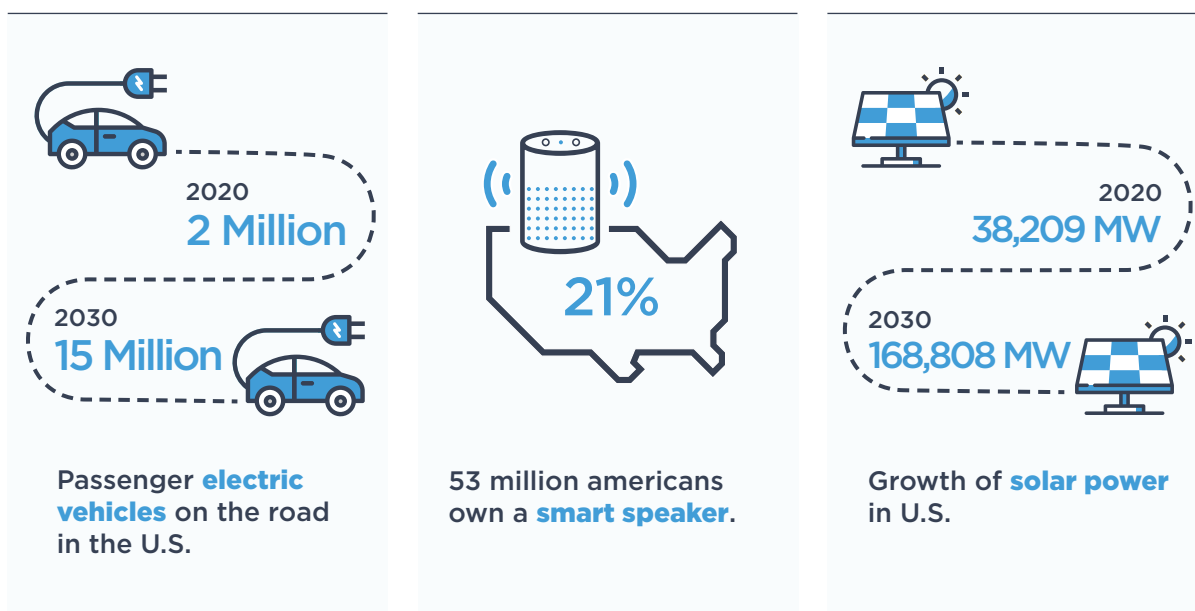 2020
2 Million
2030
15 Million
Passenger electric
vehicles on the road
in the U.S.
21%
53 million americans
own a smart speaker.
2020
38,209 MW
2030
168,808 MW
Growth of solar power
in U.S.